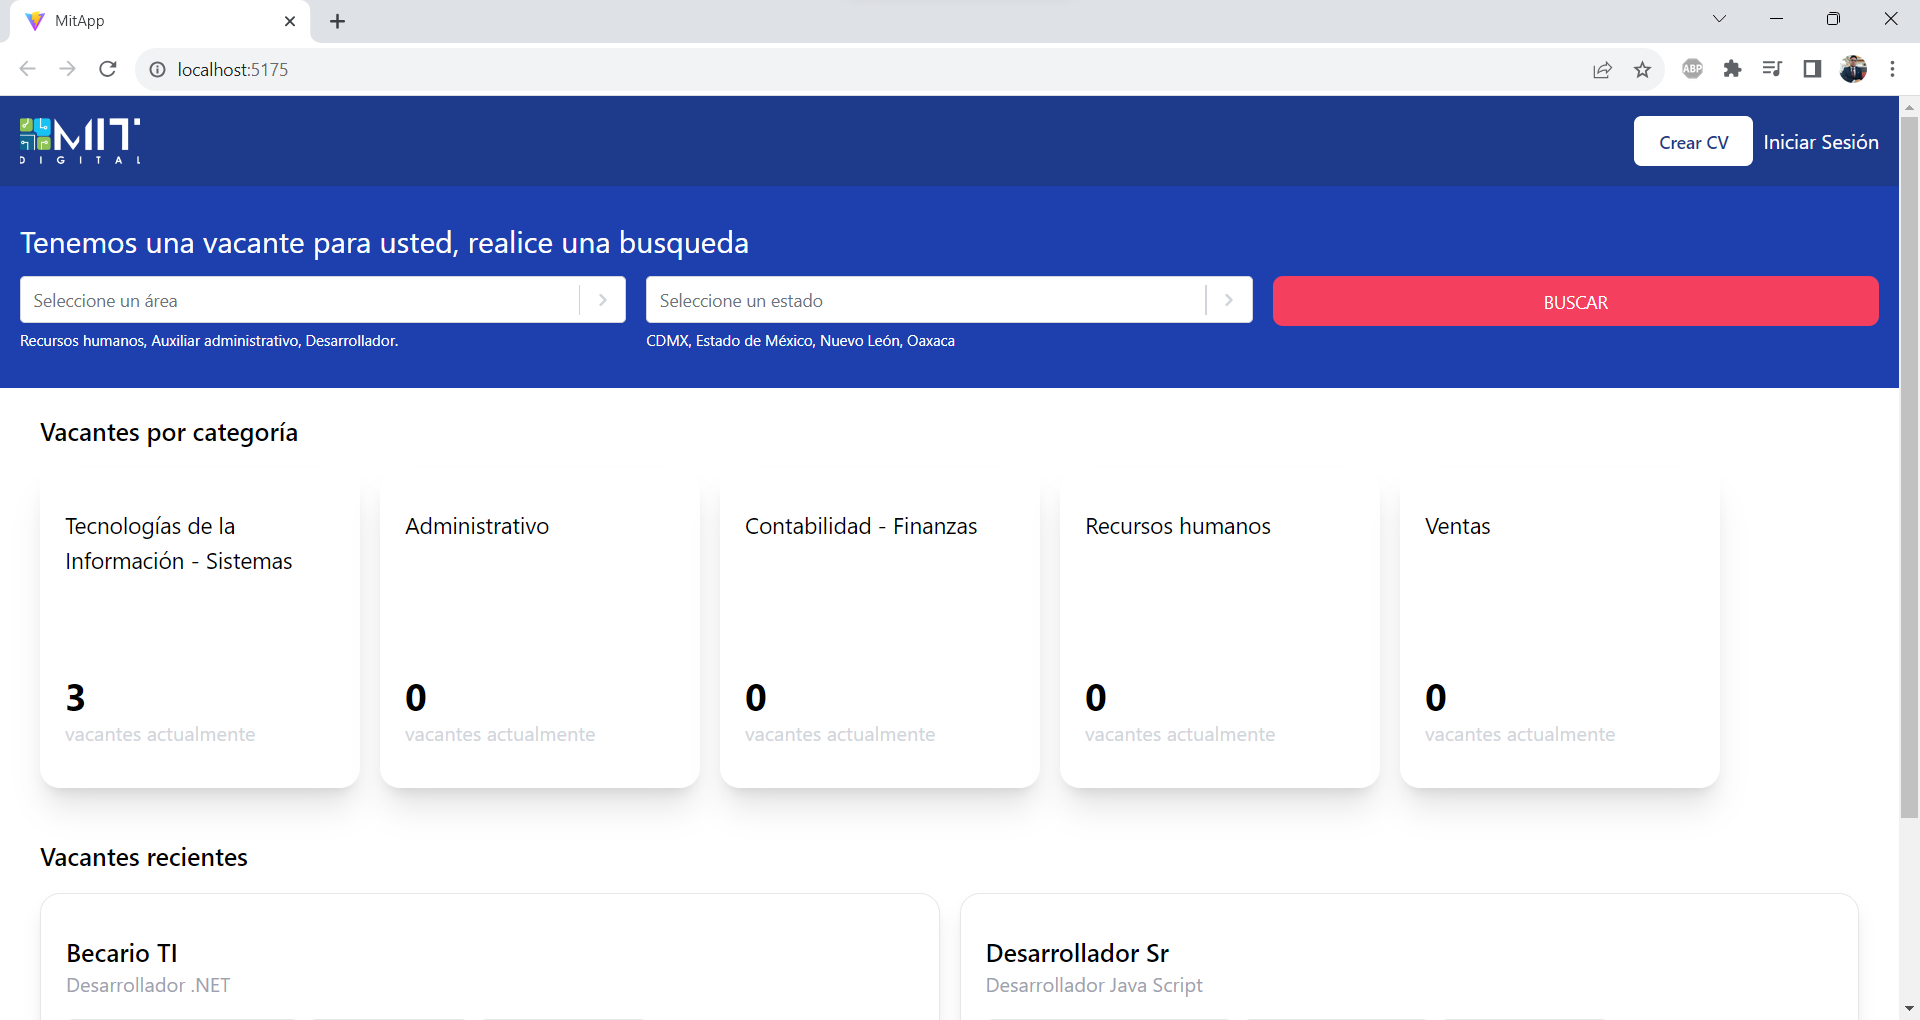 MitApp
localhost:5175
ABP
MIT
DIGITAL
Crear CV
Iniciar Sesión
Tenemos una vacante para usted, realice una busqueda
Seleccione un área
Seleccione un estado
BUSCAR
Recursos humanos, Auxiliar administrativo, Desarrollador.
CDMX, Estado de México, Nuevo León, Oaxaca
Vacantes por categoría
Tecnologías de la
Información - Sistemas
3
vacantes actualmente
Administrativo
0
vacantes actualmente
Contabilidad - Finanzas
0
vacantes actualmente
Recursos humanos
0
vacantes actualmente
Ventas
0
vacantes actualmente
Vacantes recientes
Becario TI
Desarrollador .NET
Desarrollador Sr
Desarrollador Java Script